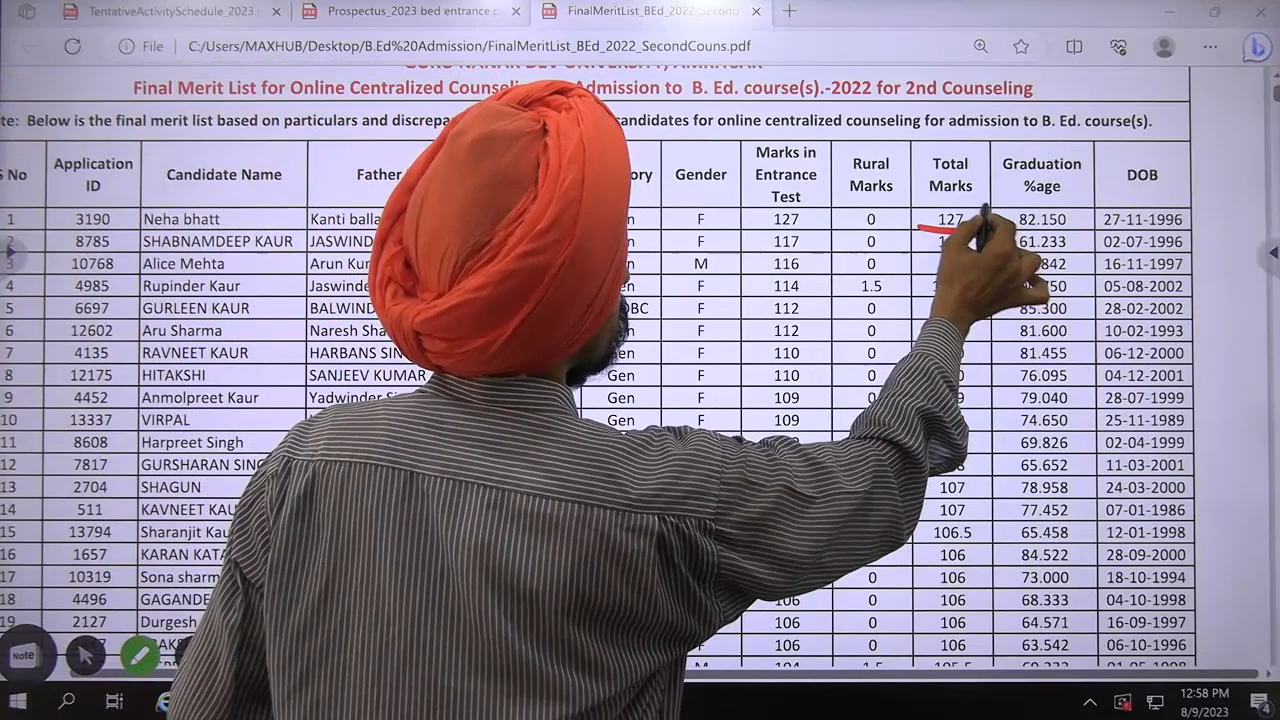 TentativeActivitySchedule_2023.
Prospectus_2023 bed entrance.p
FinalMeritList_BEd_2022_Second
File C:/Users/MAXHUB/Desktop/B.Ed%20Admission/FinalMeritList_BEd_2022_SecondCouns.pdf
Final Merit List for Online Centralized Admission to B. Ed. course(s).-2022 for 2nd Counseling
te: Below is the final merit list based on particulars and candidates for online centralized counseling for admission to B. Ed. course(s).
S No Application ID Candidate Name Father Gender Marks in Entrance Test Rural Marks Total Marks Graduation %age DOB
1 3190 Neha bhatt Kanti balla F 127 0 127 82.150 27-11-1996
2 8785 SHABNAMDEEP KAUR JASWIND F 117 0 61.233 02-07-1996
3 10768 Alice Mehta Arun Kum M 116 0 842 16-11-1997
4 4985 Rupinder Kaur Jaswinde F 114 1.5 05-08-2002
5 6697 GURLEEN KAUR BALWIND OBC F 112 0 85.300 28-02-2002
6 12602 Aru Sharma Naresh Sha F 112 0 81.600 10-02-1993
7 4135 RAVNEET KAUR HARBANS SIN F 110 0 81.455 06-12-2000
8 12175 HITAKSHI SANJEEV KUMAR Gen F 110 0 76.095 04-12-2001
9 4452 Anmolpreet Kaur Yadwinder Gen F 109 0 79.040 28-07-1999
10 13337 VIRPAL Gen F 109 74.650 25-11-1989
11 8608 Harpreet Singh 69.826 02-04-1999
12 7817 GURSHARAN SING 65.652 11-03-2001
13 2704 SHAGUN 107 78.958 24-03-2000
14 511 KAVNEET KAU 107 77.452 07-01-1986
15 13794 Sharanjit Kau 106.5 65.458 12-01-1998
16 1657 KARAN KATA 106 84.522 28-09-2000
17 10319 Sona sharm 0 106 73.000 18-10-1994
18 4496 GAGANDE 106 0 106 68.333 04-10-1998
19 2127 Durgesh 106 0 106 64.571 16-09-1997
F 106 0 106 63.542 06-10-1996
Note
12:58 PM
8/9/2023
4